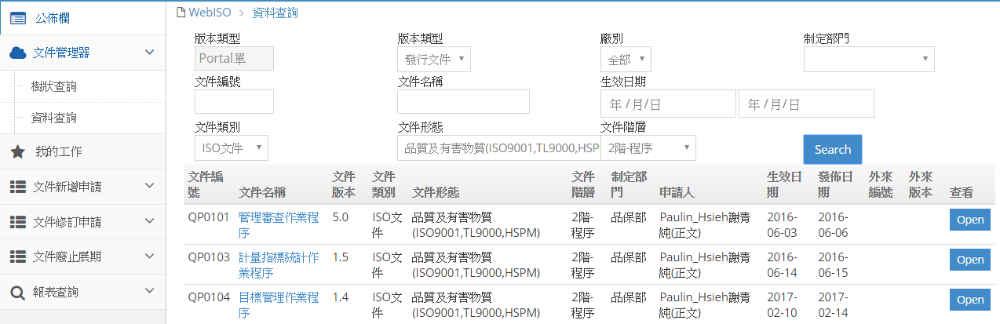 公佈欄
文件管理器
樹狀查詢
資料查詢
我的工作
文件新增申請
文件修訂申請
文件廢止展期
報表查詢
WebISO > 資料查詢
版本類型 版本類型 廠別 制定部門
Portal單 發行文件 全部
文件編號 文件名稱 生效日期
年 /月/日 年 /月/日
文件類別 文件形態 文件階層
ISO文件 品質及有害物質(ISO9001,TL9000,HSP 2階-程序 Search
文件編 文件 文件 文件 制定部 生效日 發佈日 外來 外來
號 文件名稱 版本 類別 文件形態 階層 門 申請人 期 期 編號 版本 查看
QP0101 管理審查作業程 5.0 ISO文 品質及有害物質 2階- 品保部 Paulin_Hsieh謝青 2016- 2016- Open
序 件 (ISO9001,TL9000,HSPM) 程序 純(正文) 06-03 06-06
QP0103 計量指標統計作 1.5 ISO文 品質及有害物質 2階- 品保部 Paulin_Hsieh謝青 2016- 2016- Open
業程序 件 (ISO9001,TL9000,HSPM) 程序 純(正文) 06-14 06-15
QP0104 目標管理作業程 1.4 ISO文 品質及有害物質 2階- 品保部 Paulin_Hsieh謝青 2017- 2017- Open
序 件 (ISO9001,TL9000,HSPM) 程序 純(正文) 02-10 02-14